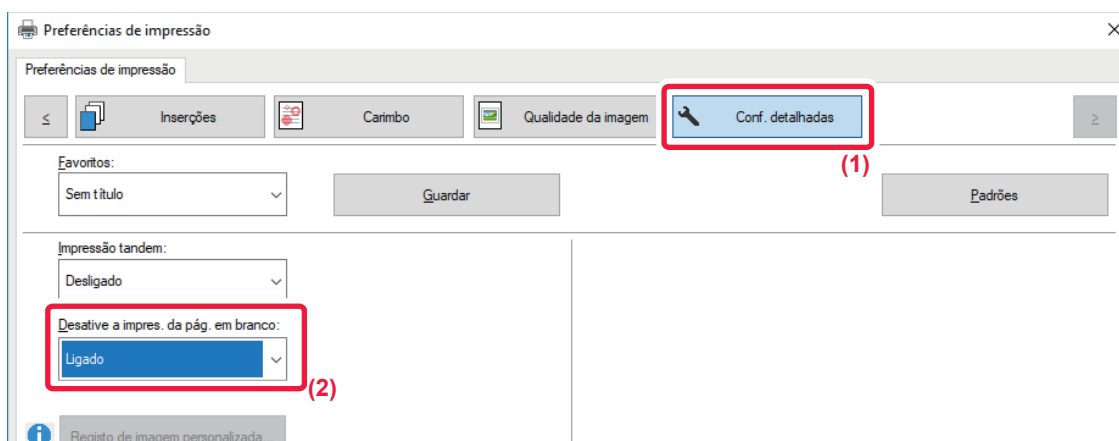 Preferências de impressão
Preferências de impressão
< Inserções Carimbo Qualidade da imagem Conf. detalhadas >
(1)
Favoritos:
Sem título Guardar Padrões
Impressão tandem:
Desligado
Desative a impres. da pág. em branco:
Ligado
(2)
Registo de imagem personalizada